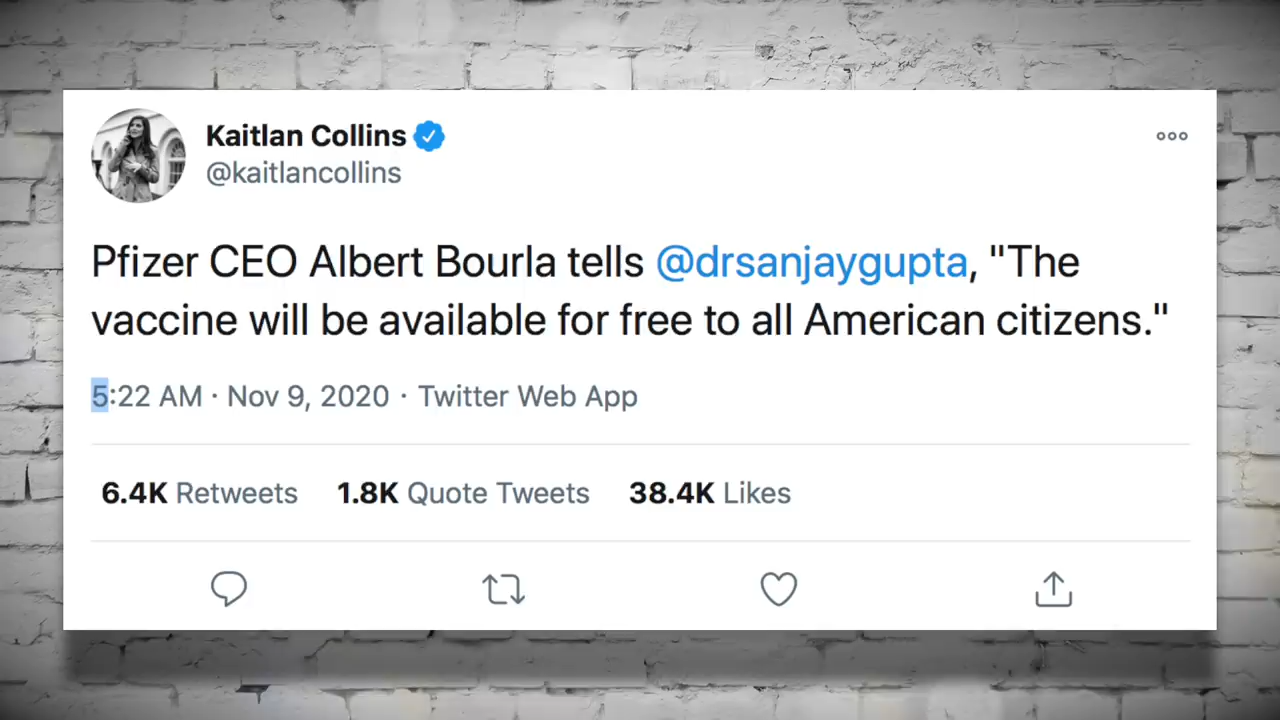 Kaitlan Collins
@kaitlancollins
Pfizer CEO Albert Bourla tells @drsanjaygupta, "The
vaccine will be available for free to all American citizens."
5:22 AM · Nov 9, 2020 · Twitter Web App
6.4K Retweets 1.8K Quote Tweets 38.4K Likes